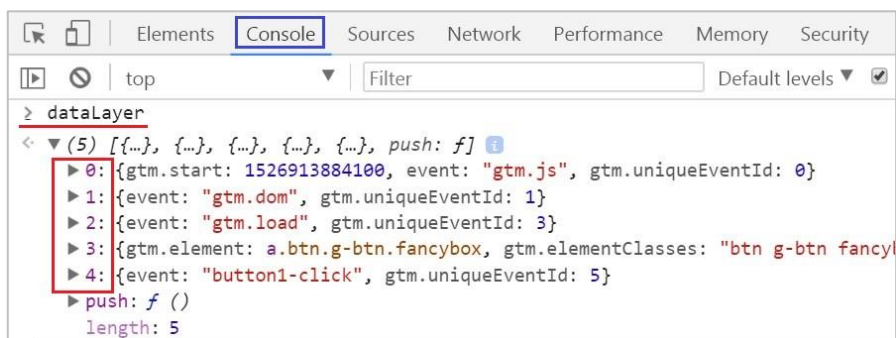 Elements Console Sources Network Performance Memory Security
top Filter Default levels
> dataLayer
(5) [{…}, {…}, {…}, {…}, {…}, push: ƒ] i
0: {gtm.start: 1526913884100, event: "gtm.js", gtm.uniqueEventId: 0}
1: {event: "gtm.dom", gtm.uniqueEventId: 1}
2: {event: "gtm.load", gtm.uniqueEventId: 3}
3: {gtm.element: a.btn.g-btn.fancybox, gtm.elementClasses: "btn g-btn fancyb
4: {event: "button1-click", gtm.uniqueEventId: 5}
push: ƒ ()
length: 5